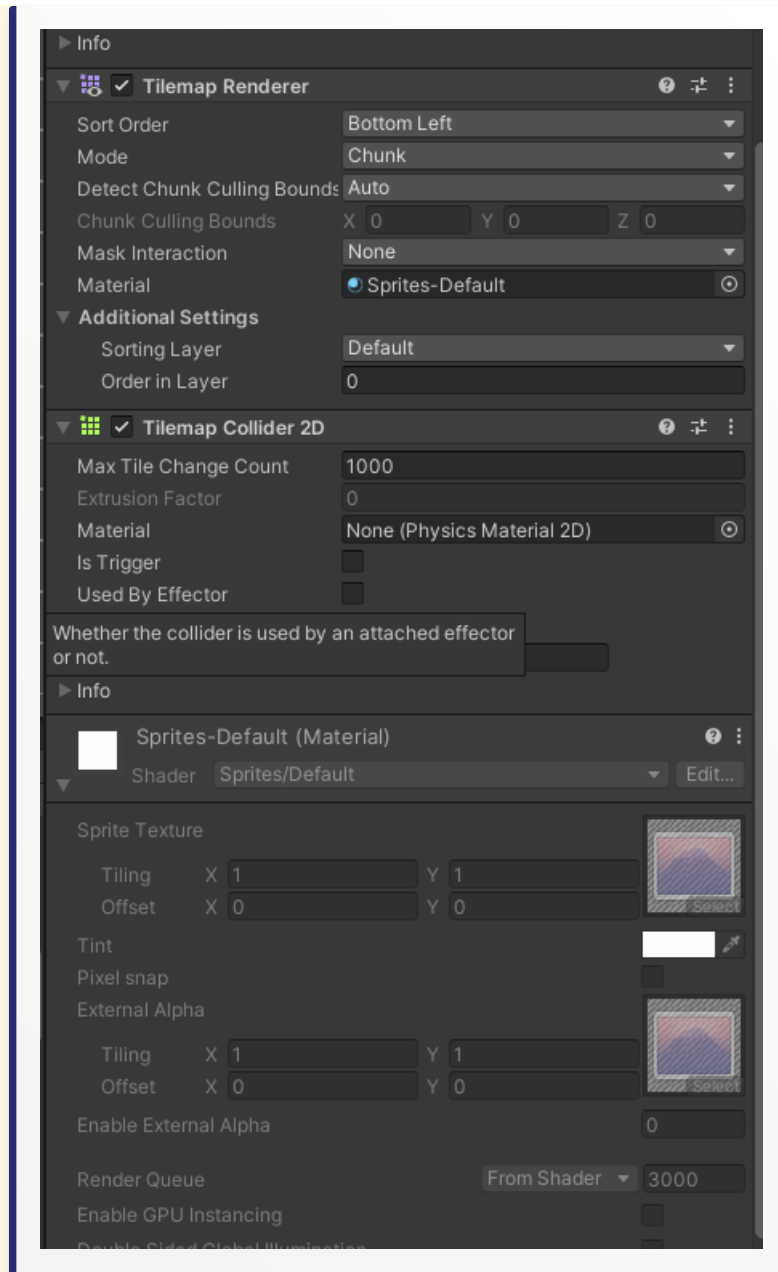 Info
Tilemap Renderer
Sort Order Bottom Left
Mode Chunk
Detect Chunk Culling Bounds Auto
Chunk Culling Bounds X 0 Y 0 Z 0
Mask Interaction None
Material Sprites-Default
Additional Settings
Sorting Layer Default
Order in Layer 0
Tilemap Collider 2D
Max Tile Change Count 1000
Extrusion Factor 0
Material None (Physics Material 2D)
Is Trigger
Used By Effector
Whether the collider is used by an attached effector
or not.
Info
Sprites-Default (Material)
Shader Sprites/Default Edit...
Sprite Texture
Tiling X 1 Y 1
Offset X 0 Y 0
Select
Tint
Pixel snap
External Alpha
Tiling X 1 Y 1
Offset X 0 Y 0
Select
Enable External Alpha 0
Render Queue From Shader 3000
Enable GPU Instancing
Double Sided Global Illumination